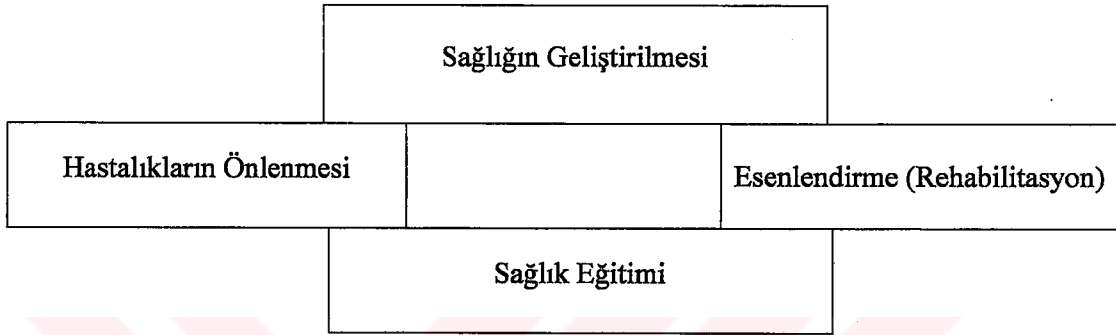 Sağlığın Geliştirilmesi
Hastalıkların Önlenmesi
Esenlendirme (Rehabilitasyon)
Sağlık Eğitimi